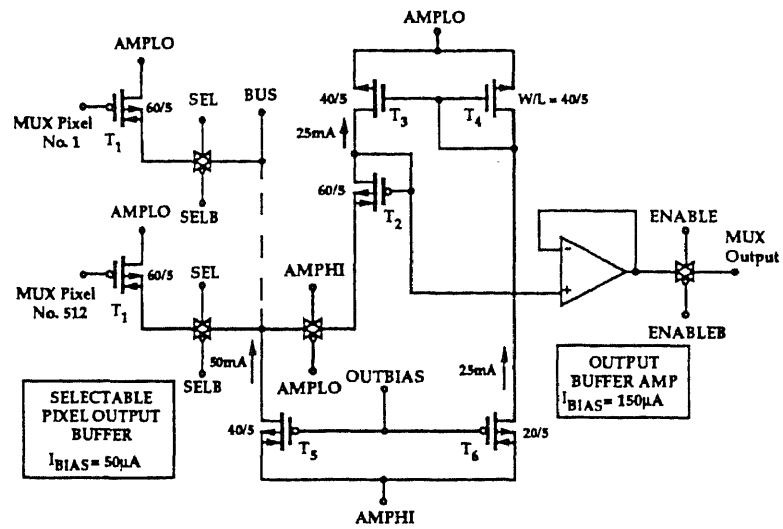 AMPLO
AMPLO
60/5
SEL
BUS
MUX Pixel
No. 1
T1
SELB
40/5
T3
T4
W/L = 40/5
25mA
60/5
T2
AMPLO
60/5
SEL
MUX Pixel
No. 512
T1
SELB
AMPHI
AMPLO
50mA
OUTBIAS
25mA
ENABLE
MUX
Output
-
+
ENABLEB
SELECTABLE
PIXEL OUTPUT
BUFFER
IBIAS = 50µA
OUTPUT
BUFFER AMP
IBIAS = 150µA
40/5
T5
T6
20/5
AMPHI